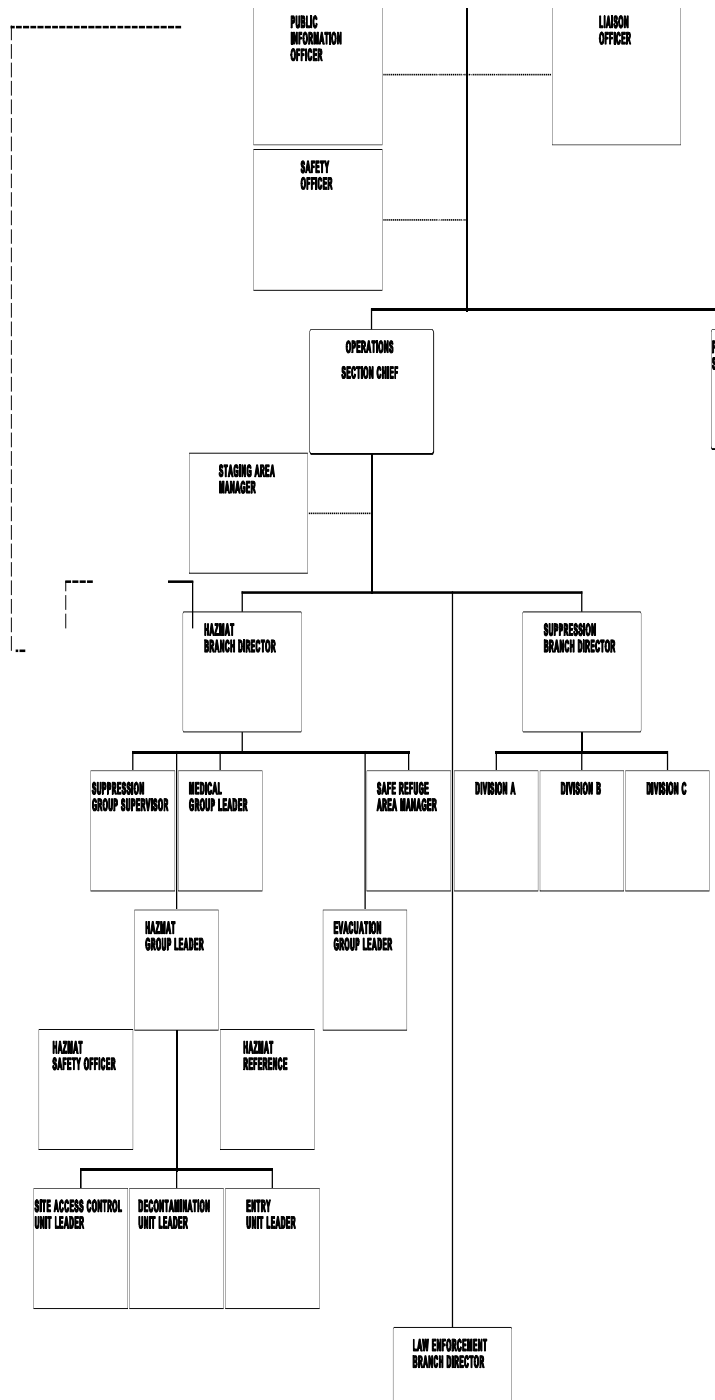 PUBLIC
INFORMATION
OFFICER
LIAISON
OFFICER
SAFETY
OFFICER
OPERATIONS
SECTION CHIEF
STAGING AREA
MANAGER
HAZMAT
BRANCH DIRECTOR
SUPPRESSION
BRANCH DIRECTOR
SUPPRESSION
GROUP SUPERVISOR
MEDICAL
GROUP LEADER
SAFE REFUGE
AREA MANAGER
DIVISION A
DIVISION B
DIVISION C
HAZMAT
GROUP LEADER
EVACUATION
GROUP LEADER
HAZMAT
SAFETY OFFICER
HAZMAT
REFERENCE
SITE ACCESS CONTROL
UNIT LEADER
DECONTAMINATION
UNIT LEADER
ENTRY
UNIT LEADER
LAW ENFORCEMENT
BRANCH DIRECTOR